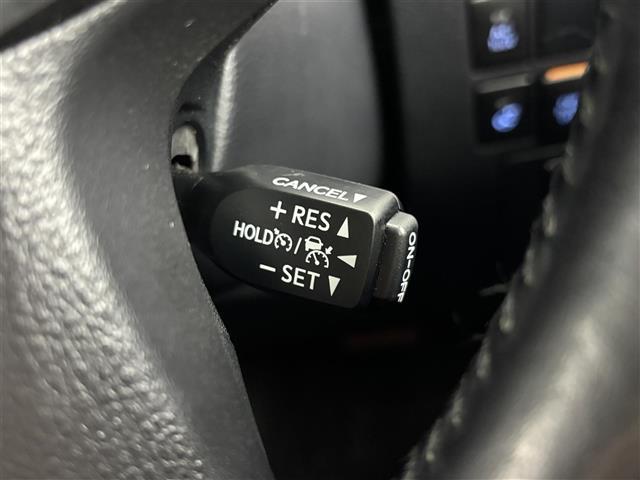 CANCEL▼
+ RES ▲
HOLD / ◀
− SET ▼
ON-OFF